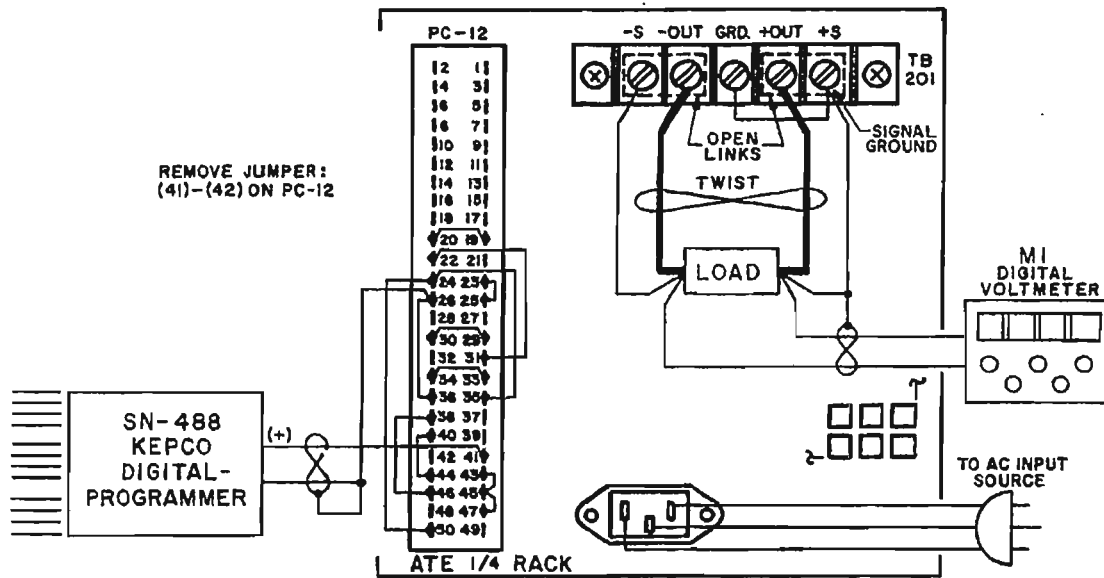 PC-12
-S -OUT GRD. +OUT +S
TB
201
2 1
4 3
6 5
8 7
10 9
12 11
14 13
16 15
18 17
20 19
22 21
24 23
26 25
28 27
30 29
32 31
34 33
36 35
38 37
40 39
42 41
44 43
46 45
48 47
50 49
REMOVE JUMPER:
(41)-(42) ON PC-12
OPEN
LINKS
SIGNAL
GROUND
TWIST
LOAD
M1
DIGITAL
VOLTMETER
SN-488
KEPCO
DIGITAL-
PROGRAMMER
(+)
TO AC INPUT
SOURCE
ATE 1/4 RACK